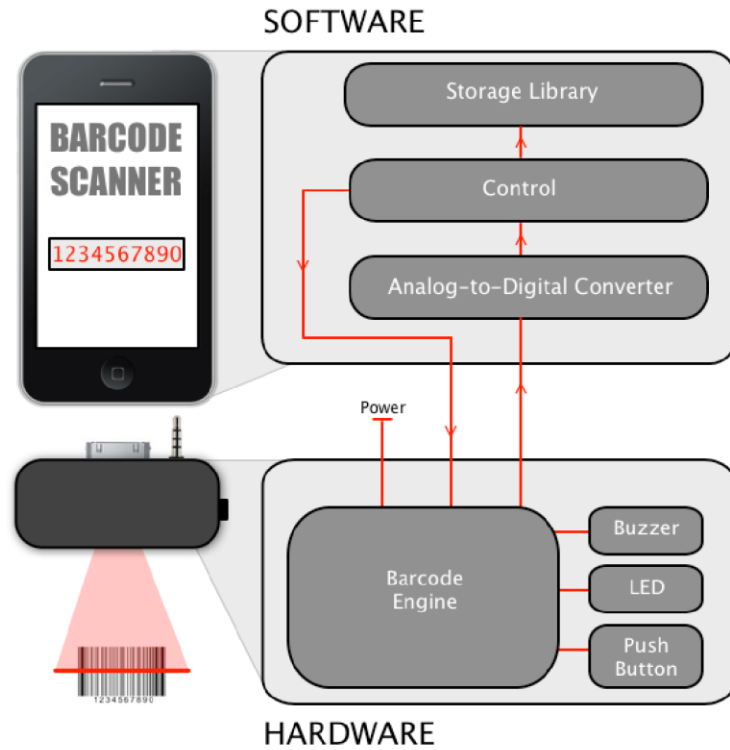 SOFTWARE
BARCODE
SCANNER
1234567890
Storage Library
Control
Analog-to-Digital Converter
Power
Barcode
Engine
Buzzer
LED
Push
Button
1234567890
HARDWARE